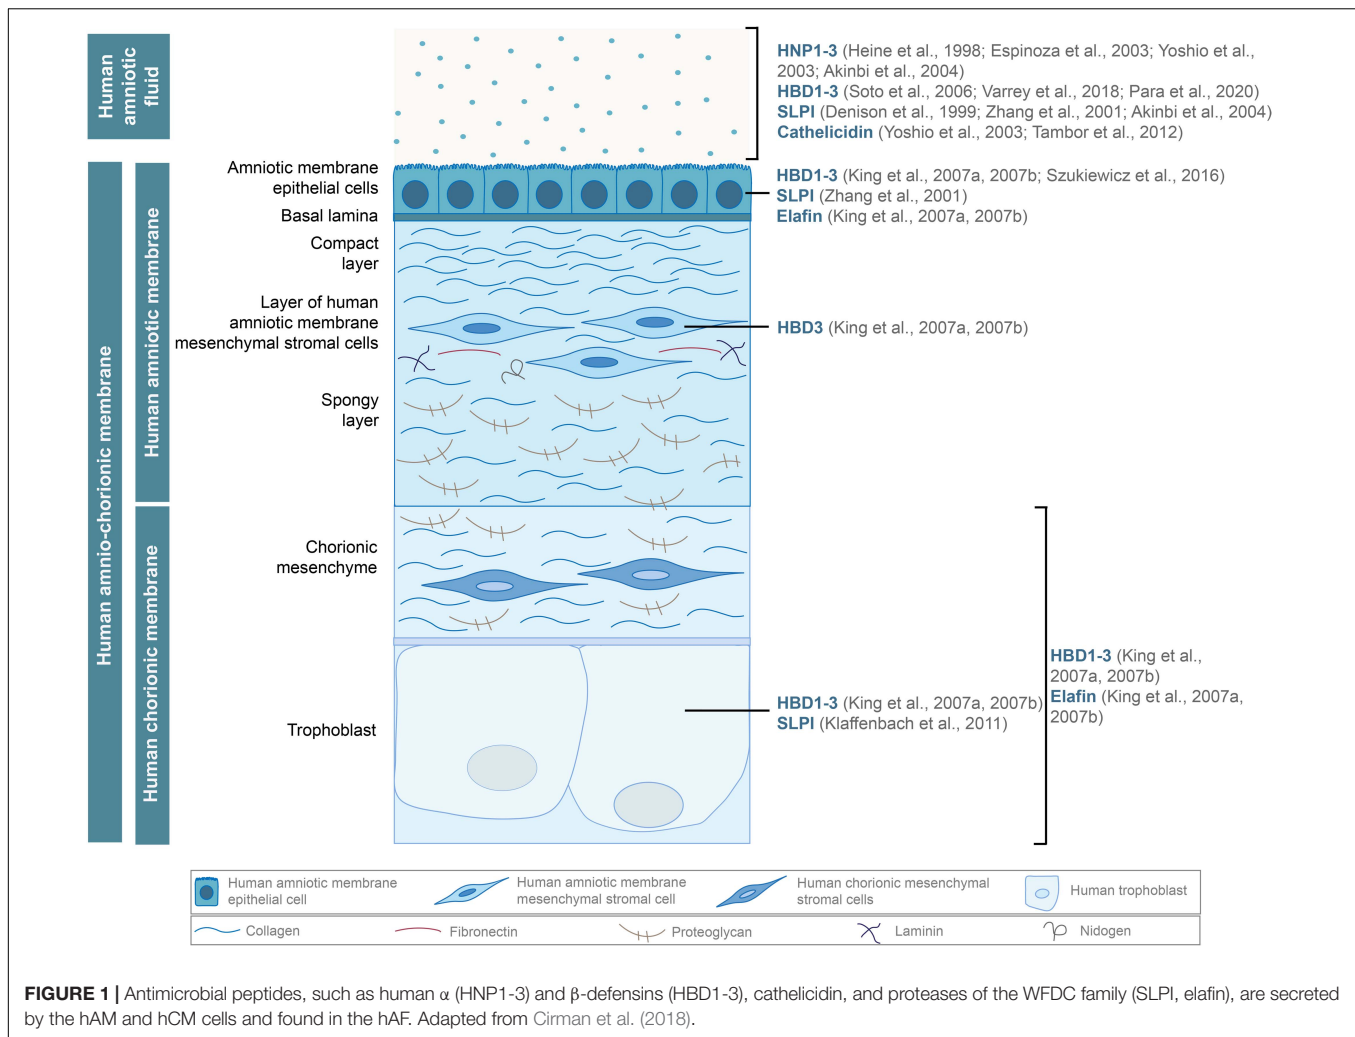 Human amniotic fluid
HNP1-3 (Heine et al., 1998; Espinoza et al., 2003; Yoshio et al.,
2003; Akinbi et al., 2004)
HBD1-3 (Soto et al., 2006; Varrey et al., 2018; Para et al., 2020)
SLPI (Denison et al., 1999; Zhang et al., 2001; Akinbi et al., 2004)
Cathelicidin (Yoshio et al., 2003; Tambor et al., 2012)
Human amnio-chorionic membrane
Human amniotic membrane
Amniotic membrane
epithelial cells
HBD1-3 (King et al., 2007a, 2007b; Szukiewicz et al., 2016)
SLPI (Zhang et al., 2001)
Elafin (King et al., 2007a, 2007b)
Basal lamina
Compact
layer
Layer of human
amniotic membrane
mesenchymal stromal cells
HBD3 (King et al., 2007a, 2007b)
Spongy
layer
Human chorionic membrane
Chorionic
mesenchyme
Trophoblast
HBD1-3 (King et al., 2007a, 2007b)
SLPI (Klaffenbach et al., 2011)
HBD1-3 (King et al.,
2007a, 2007b)
Elafin (King et al., 2007a,
2007b)
Human amniotic membrane
epithelial cell
Human amniotic membrane
mesenchymal stromal cell
Human chorionic mesenchymal
stromal cells
Human trophoblast
Collagen
Fibronectin
Proteoglycan
Laminin
Nidogen
FIGURE 1 | Antimicrobial peptides, such as human α (HNP1-3) and β-defensins (HBD1-3), cathelicidin, and proteases of the WFDC family (SLPI, elafin), are secreted
by the hAM and hCM cells and found in the hAF. Adapted from Cirman et al. (2018).